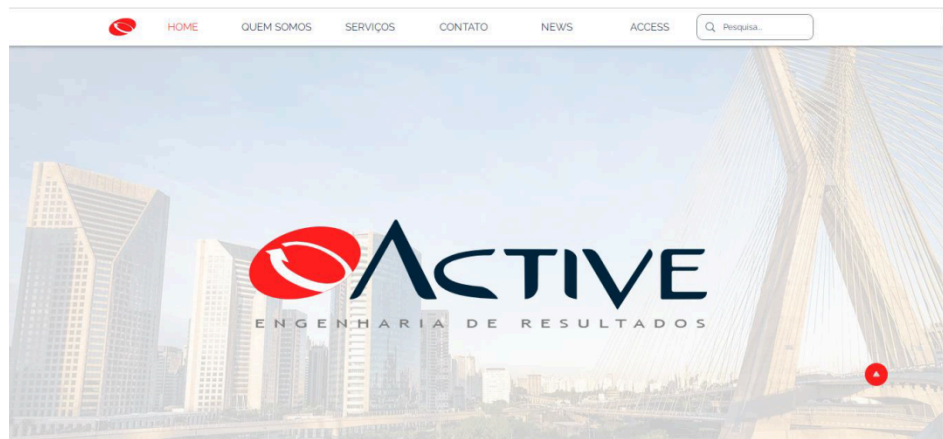 HOME QUEM SOMOS SERVIÇOS CONTATO NEWS ACCESS Pesquisa...
ACTIVE
ENGENHARIA DE RESULTADOS